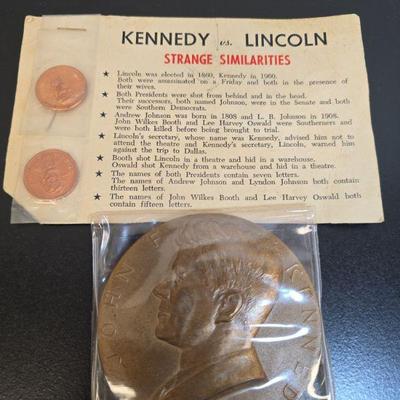 KENNEDY vs. LINCOLN
STRANGE SIMILARITIES
★ Lincoln was elected in 1860, Kennedy in 1960.
Both were assassinated on a Friday and both in the presence of
their wives.
★ Both Presidents were shot from behind and in the head.
Their successors, both named Johnson, were in the Senate and both
were Southern Democrats.
★ Andrew Johnson was born in 1808 and L. B. Johnson in 1908.
John Wilkes Booth and Lee Harvey Oswald were Southerners and
were both killed before being brought to trial.
★ Lincoln's secretary, whose name was Kennedy, advised him not to
attend the theatre and Kennedy's secretary, Lincoln, warned him
against the trip to Dallas.
★ Booth shot Lincoln in a theatre and hid in a warehouse.
Oswald shot Kennedy from a warehouse and hid in a theatre.
★ The names of both Presidents contain seven letters.
★ The names of Andrew Johnson and Lyndon Johnson both contain
thirteen letters.
★ The names of John Wilkes Booth and Lee Harvey Oswald both
contain fifteen letters.
JOHN F. KENNEDY